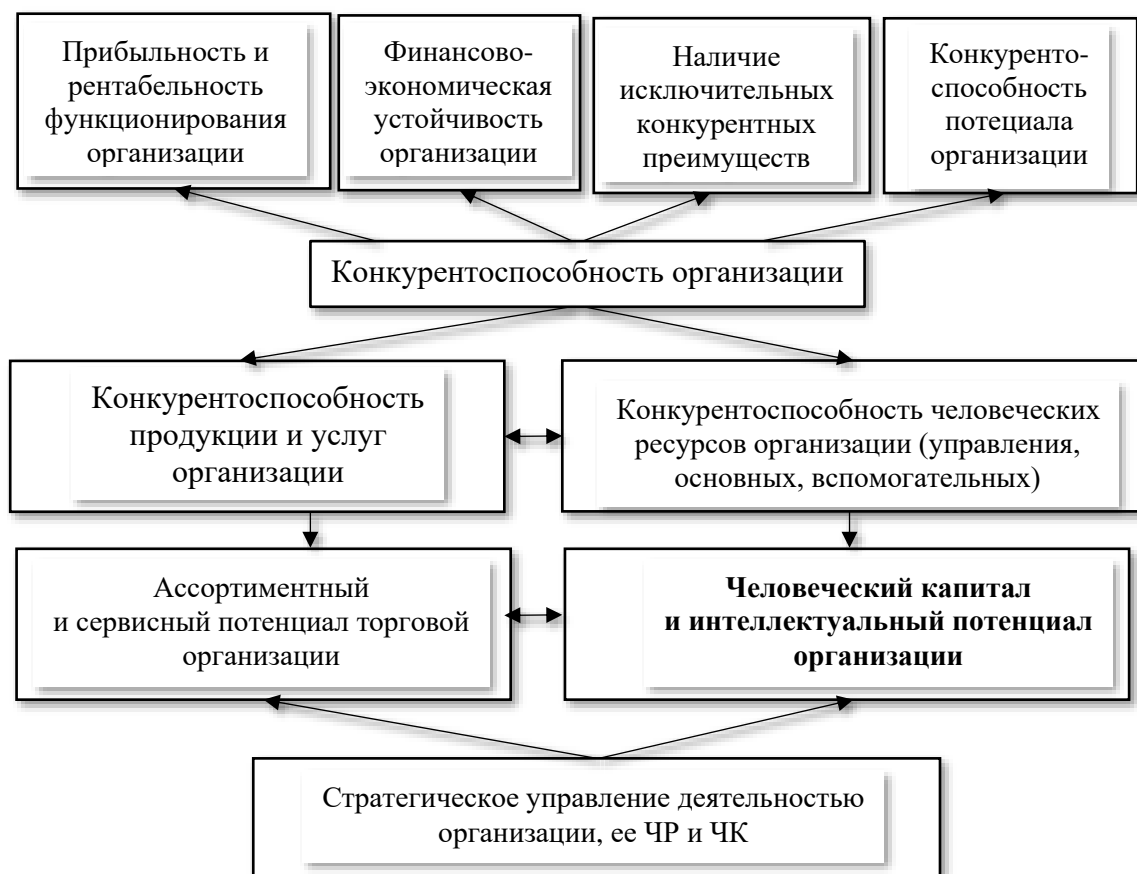 Прибыльность и
рентабельность
функционирования
организации
Финансово-
экономическая
устойчивость
организации
Наличие
исключительных
конкурентных
преимуществ
Конкуренто-
способность
потециала
организации
Конкурентоспособность организации
Конкурентоспособность
продукции и услуг
организации
Конкурентоспособность человеческих
ресурсов организации (управления,
основных, вспомогательных)
Ассортиментный
и сервисный потенциал торговой
организации
Человеческий капитал
и интеллектуальный потенциал
организации
Стратегическое управление деятельностью
организации, ее ЧР и ЧК